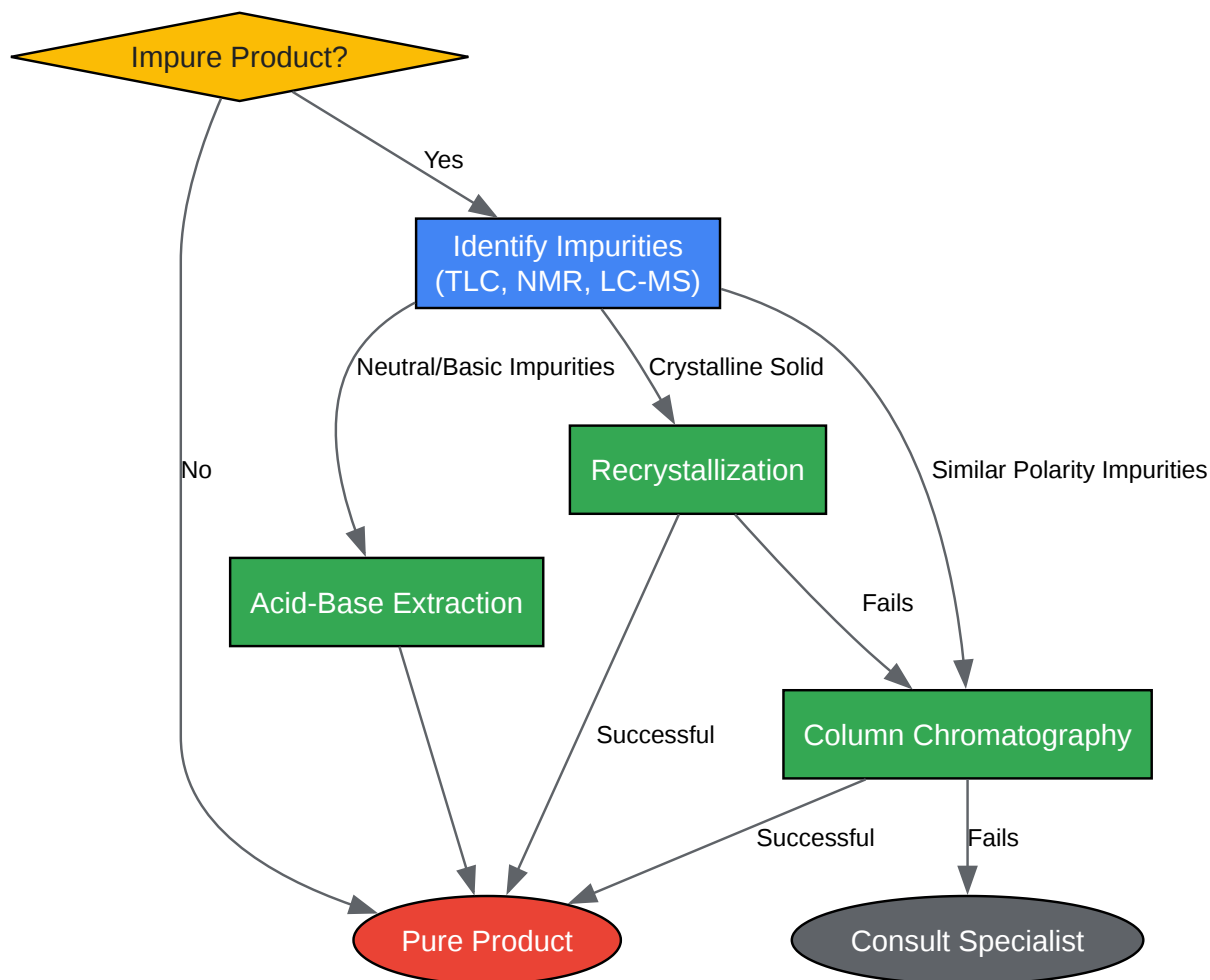 Impure Product?
Yes
Identify Impurities
(TLC, NMR, LC-MS)
Neutral/Basic Impurities
Crystalline Solid
No
Recrystallization
Similar Polarity Impurities
Acid-Base Extraction
Fails
Successful
Column Chromatography
Successful
Fails
Pure Product
Consult Specialist